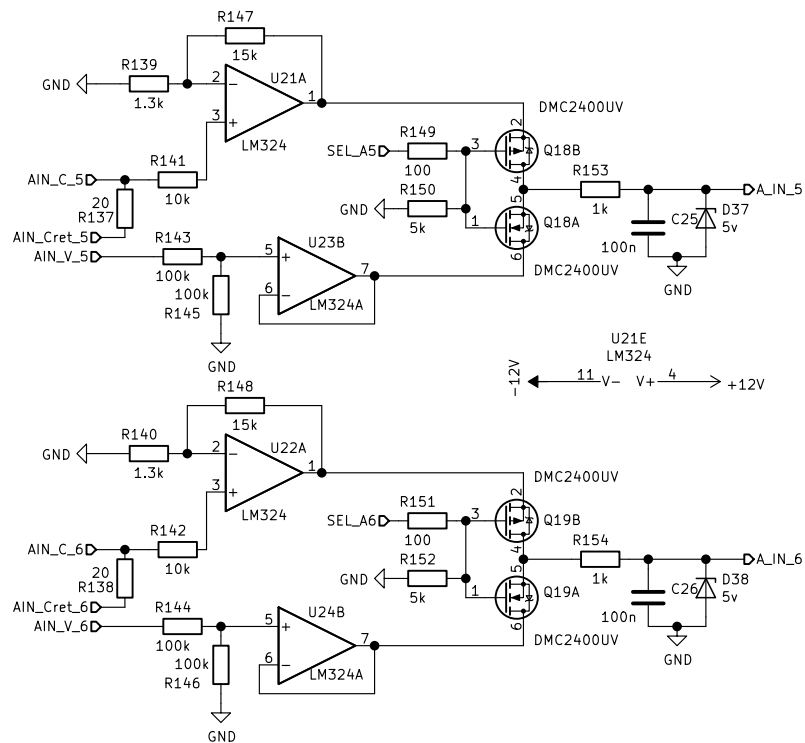 R147
15k
R139
1.3k
GND
2
3
1
U21A
LM324
DMC2400UV
2
SEL_A5
R149
100
3
Q18B
4
AIN_C_5
R141
10k
20
R137
AIN_Cret_5
GND
R150
5k
1
5
Q18A
6
R153
1k
A_IN_5
C25
100n
D37
5v
GND
AIN_V_5
R143
100k
100k
R145
GND
5
6
7
U23B
LM324A
DMC2400UV
U21E
LM324
-12V
11
V-
V+
4
+12V
R148
15k
R140
1.3k
GND
2
3
1
U22A
LM324
DMC2400UV
2
SEL_A6
R151
100
3
Q19B
4
AIN_C_6
R142
10k
20
R138
AIN_Cret_6
GND
R152
5k
1
5
Q19A
6
R154
1k
A_IN_6
C26
100n
D38
5v
GND
AIN_V_6
R144
100k
100k
R146
GND
5
6
7
U24B
LM324A
DMC2400UV